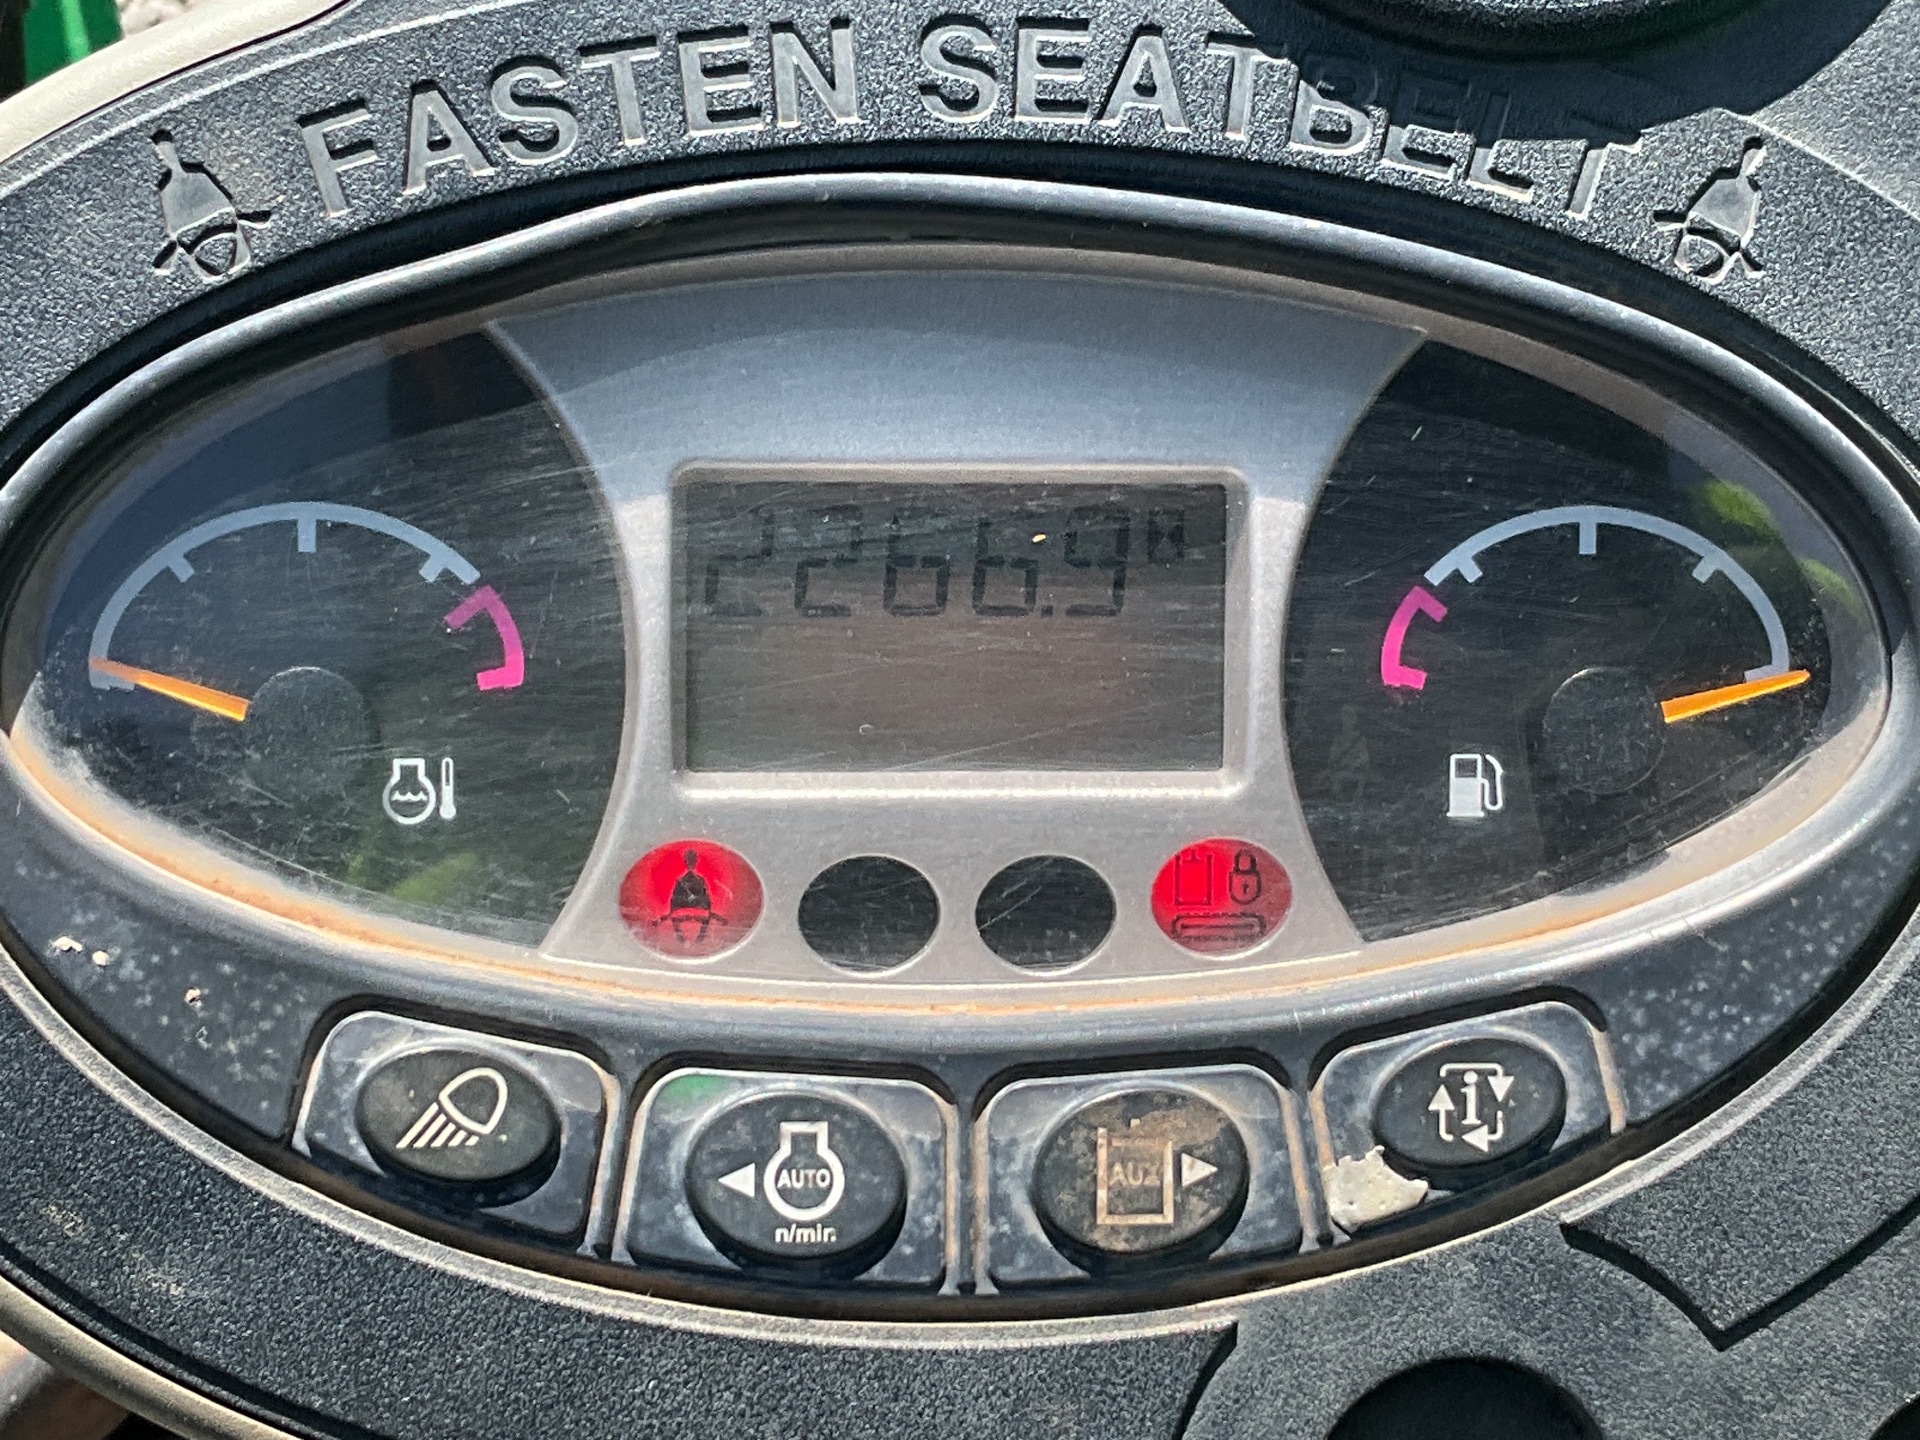 FASTEN SEATBELT
2266.9 H
AUTO
n/min.
AUX
i